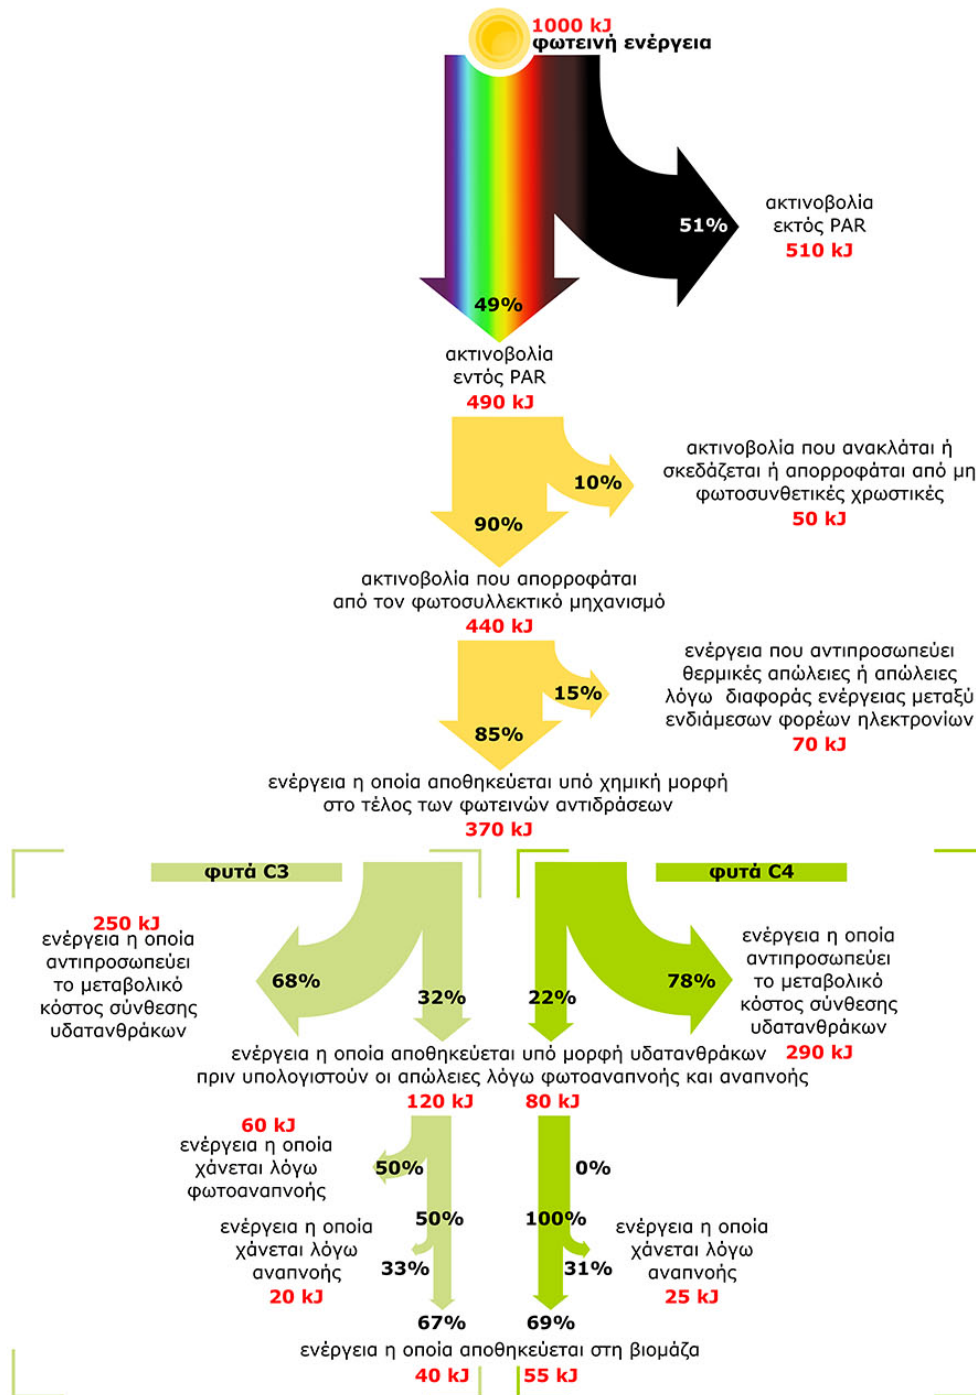 1000 kJ
φωτεινή ενέργεια
51%
ακτινοβολία
εκτός PAR
510 kJ
49%
ακτινοβολία
εντός PAR
490 kJ
10%
ακτινοβολία που ανακλάται ή
σκεδάζεται ή απορροφάται από μη
φωτοσυνθετικές χρωστικές
50 kJ
90%
ακτινοβολία που απορροφάται
από τον φωτοσυλλεκτικό μηχανισμό
440 kJ
15%
ενέργεια που αντιπροσωπεύει
θερμικές απώλειες ή απώλειες
λόγω διαφοράς ενέργειας μεταξύ
ενδιάμεσων φορέων ηλεκτρονίων
70 kJ
85%
ενέργεια η οποία αποθηκεύεται υπό χημική μορφή
στο τέλος των φωτεινών αντιδράσεων
370 kJ
φυτά C3
φυτά C4
250 kJ
ενέργεια η οποία
αντιπροσωπεύει
το μεταβολικό
κόστος σύνθεσης
υδατανθράκων
68%
32%
22%
78%
ενέργεια η οποία
αντιπροσωπεύει
το μεταβολικό
κόστος σύνθεσης
υδατανθράκων
290 kJ
ενέργεια η οποία αποθηκεύεται υπό μορφή υδατανθράκων
πριν υπολογιστούν οι απώλειες λόγω φωτοαναπνοής και αναπνοής
120 kJ
80 kJ
60 kJ
ενέργεια η οποία
χάνεται λόγω
φωτοαναπνοής
50%
0%
50%
100%
ενέργεια η οποία
χάνεται λόγω
αναπνοής
20 kJ
33%
31%
ενέργεια η οποία
χάνεται λόγω
αναπνοής
25 kJ
67%
69%
ενέργεια η οποία αποθηκεύεται στη βιομάζα
40 kJ
55 kJ